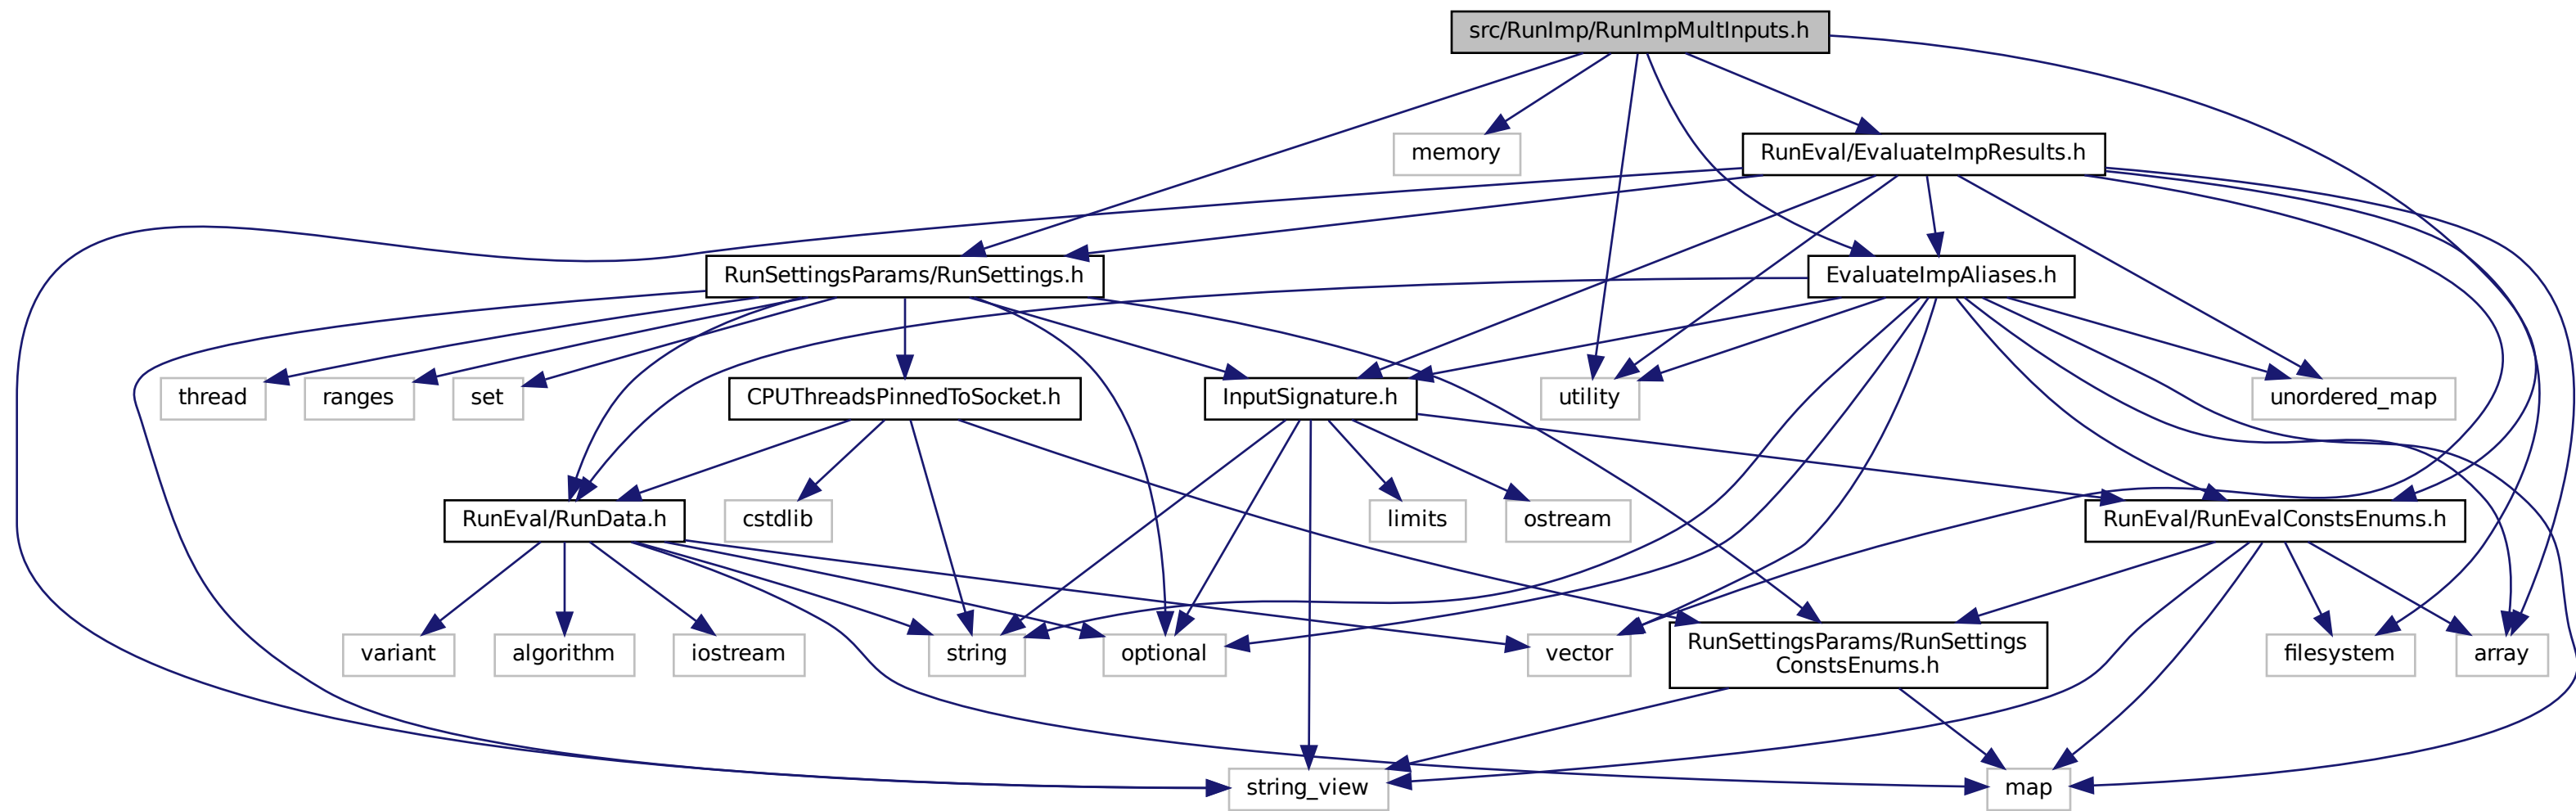 src/RunImp/RunImpMultInputs.h
memory
RunEval/EvaluateImpResults.h
RunSettingsParams/RunSettings.h
EvaluateImpAliases.h
thread
ranges
set
CPUThreadsPinnedToSocket.h
InputSignature.h
utility
unordered_map
RunEval/RunData.h
cstdlib
limits
ostream
RunEval/RunEvalConstsEnums.h
variant
algorithm
iostream
string
optional
vector
RunSettingsParams/RunSettings
ConstsEnums.h
filesystem
array
string_view
map